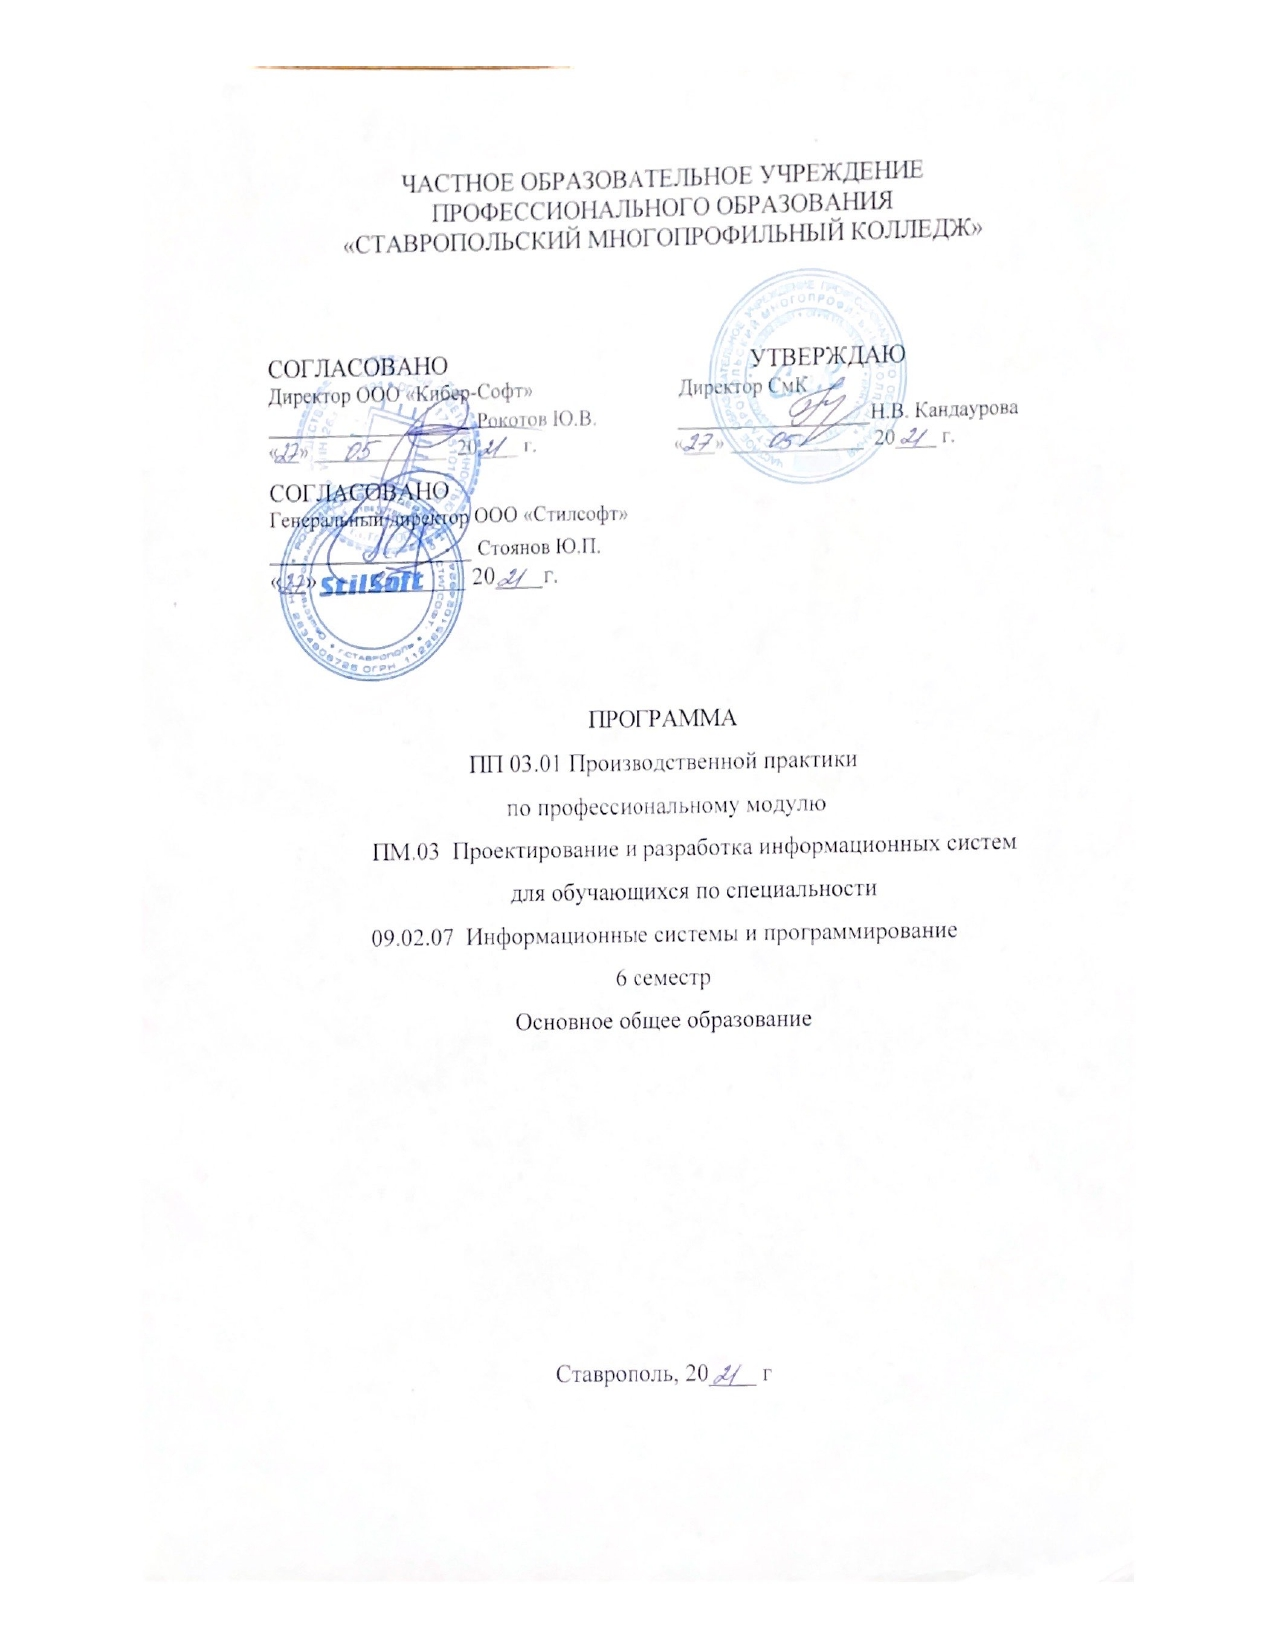 ЧАСТНОЕ ОБРАЗОВАТЕЛЬНОЕ УЧРЕЖДЕНИЕ
ПРОФЕССИОНАЛЬНОГО ОБРАЗОВАНИЯ
«СТАВРОПОЛЬСКИЙ МНОГОПРОФИЛЬНЫЙ КОЛЛЕДЖ»
СОГЛАСОВАНО
Директор ООО «Кибер-Софт»
Рокотов Ю.В.
«27» 05 2021 г.
УТВЕРЖДАЮ
Директор СмК
Н.В. Кандаурова
«27» 05 2021 г.
СОГЛАСОВАНО
Генеральный директор ООО «Стилсофт»
Стоянов Ю.П.
«27» 2021 г.
StilSoft
ПРОГРАММА
ПП 03.01 Производственной практики
по профессиональному модулю
ПМ.03 Проектирование и разработка информационных систем
для обучающихся по специальности
09.02.07 Информационные системы и программирование
6 семестр
Основное общее образование
Ставрополь, 2021 г